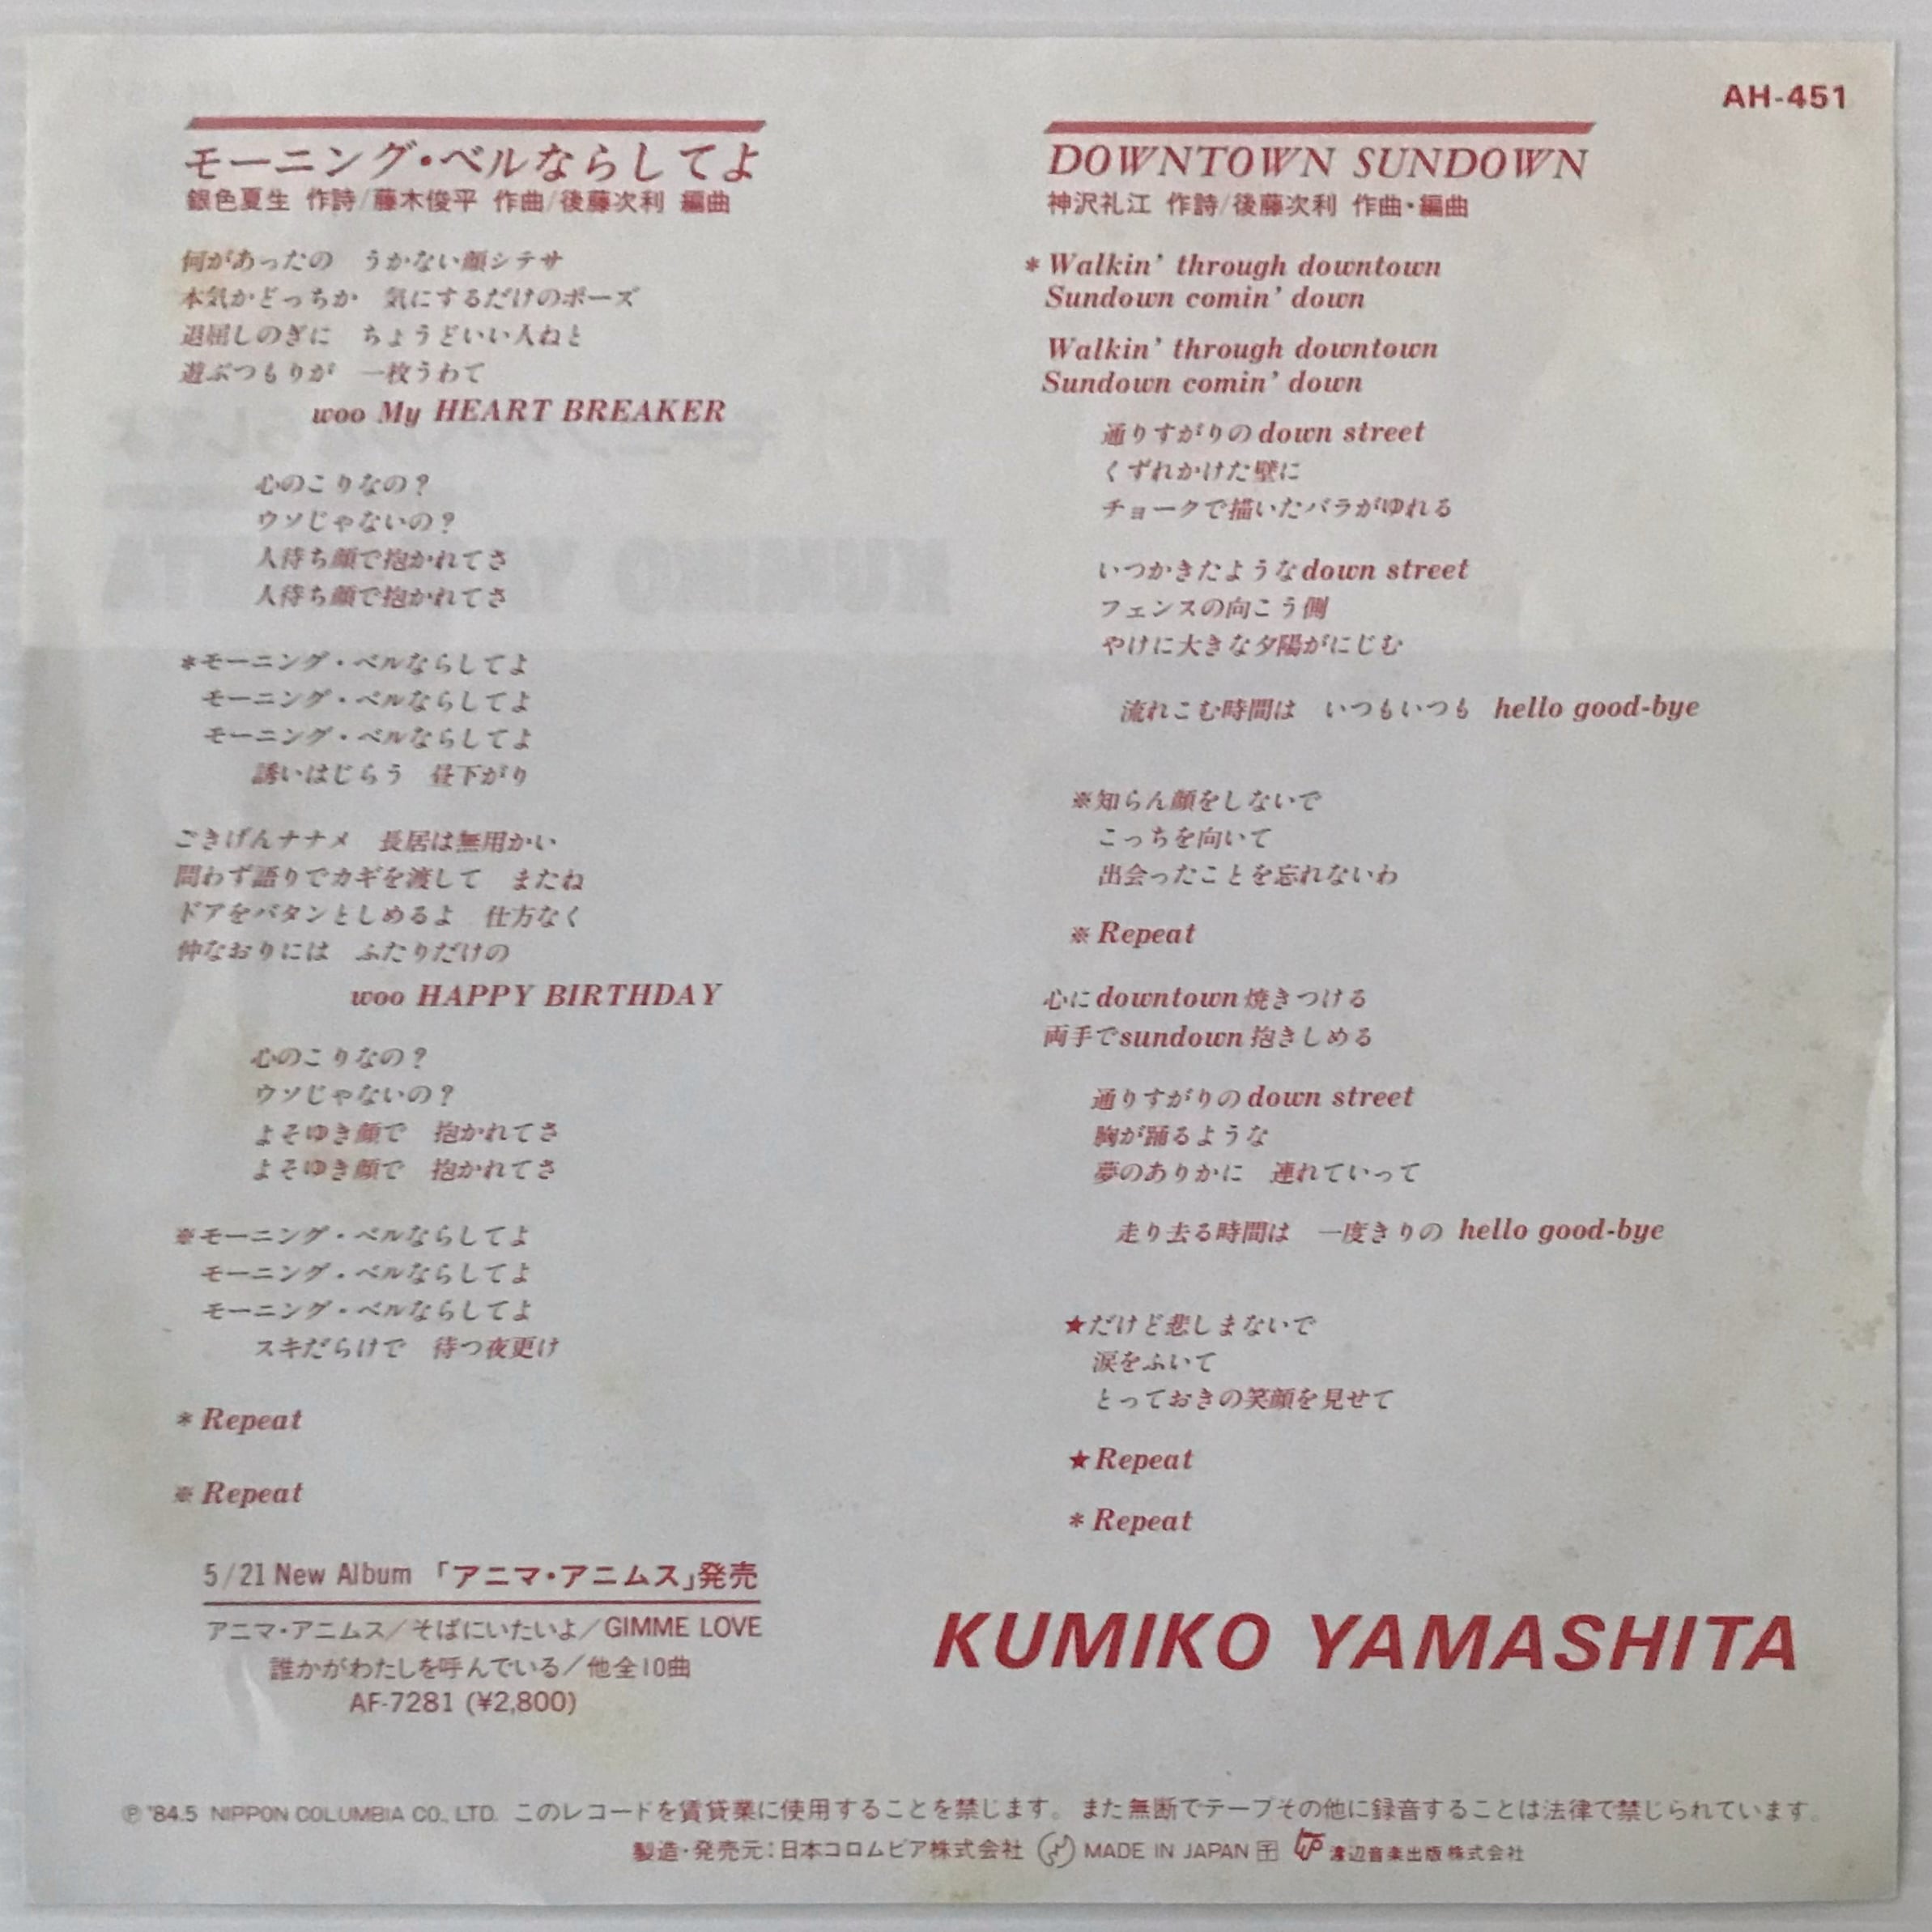 AH-451
モーニング・ベルならしてよ
銀色夏生 作詩/藤木俊平 作曲/後藤次利 編曲
何があったの　うかない顔シテサ
本気かどっちか　気にするだけのポーズ
退屈しのぎに　ちょうどいい人ねと
遊ぶつもりが　一枚うわて
woo My HEART BREAKER
心のこりなの？
ウソじゃないの？
人待ち顔で抱かれてさ
人待ち顔で抱かれてさ
*モーニング・ベルならしてよ
モーニング・ベルならしてよ
モーニング・ベルならしてよ
誘いはじらう　昼下がり
ごきげんナナメ　長居は無用かい
問わず語りでカギを渡して　またね
ドアをバタンとしめるよ　仕方なく
仲なおりには　ふたりだけの
woo HAPPY BIRTHDAY
心のこりなの？
ウソじゃないの？
よそゆき顔で　抱かれてさ
よそゆき顔で　抱かれてさ
※モーニング・ベルならしてよ
モーニング・ベルならしてよ
モーニング・ベルならしてよ
スキだらけで　待つ夜更け
* Repeat
※ Repeat
5/21 New Album 「アニマ・アニムス」発売
アニマ・アニムス／そばにいたいよ／GIMME LOVE
誰かがわたしを呼んでいる／他全10曲
AF-7281 (¥2,800)
DOWNTOWN SUNDOWN
神沢礼江 作詩/後藤次利 作曲・編曲
* Walkin' through downtown
Sundown comin' down
Walkin' through downtown
Sundown comin' down
通りすがりのdown street
くずれかけた壁に
チョークで描いたバラがゆれる
いつかきたようなdown street
フェンスの向こう側
やけに大きな夕陽がにじむ
流れこむ時間は　いつもいつも hello good-bye
※知らん顔をしないで
こっちを向いて
出会ったことを忘れないわ
※ Repeat
心にdowntown焼きつける
両手でsundown抱きしめる
通りすがりのdown street
胸が踊るような
夢のありかに　連れていって
走り去る時間は　一度きりの hello good-bye
★だけど悲しまないで
涙をふいて
とっておきの笑顔を見せて
★Repeat
* Repeat
KUMIKO YAMASHITA
℗'84.5 NIPPON COLUMBIA CO., LTD. このレコードを賃貸業に使用することを禁じます。また無断でテープその他に録音することは法律で禁じられています。
製造・発売元：日本コロムビア株式会社 MADE IN JAPAN 渡辺音楽出版株式会社